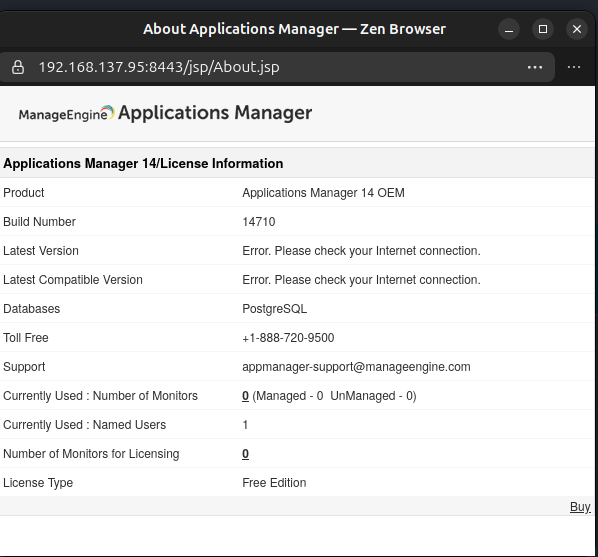 About Applications Manager — Zen Browser
192.168.137.95:8443/jsp/About.jsp
ManageEngine Applications Manager
Applications Manager 14/License Information
Product Applications Manager 14 OEM
Build Number 14710
Latest Version Error. Please check your Internet connection.
Latest Compatible Version Error. Please check your Internet connection.
Databases PostgreSQL
Toll Free +1-888-720-9500
Support appmanager-support@manageengine.com
Currently Used : Number of Monitors 0 (Managed - 0 UnManaged - 0)
Currently Used : Named Users 1
Number of Monitors for Licensing 0
License Type Free Edition
Buy